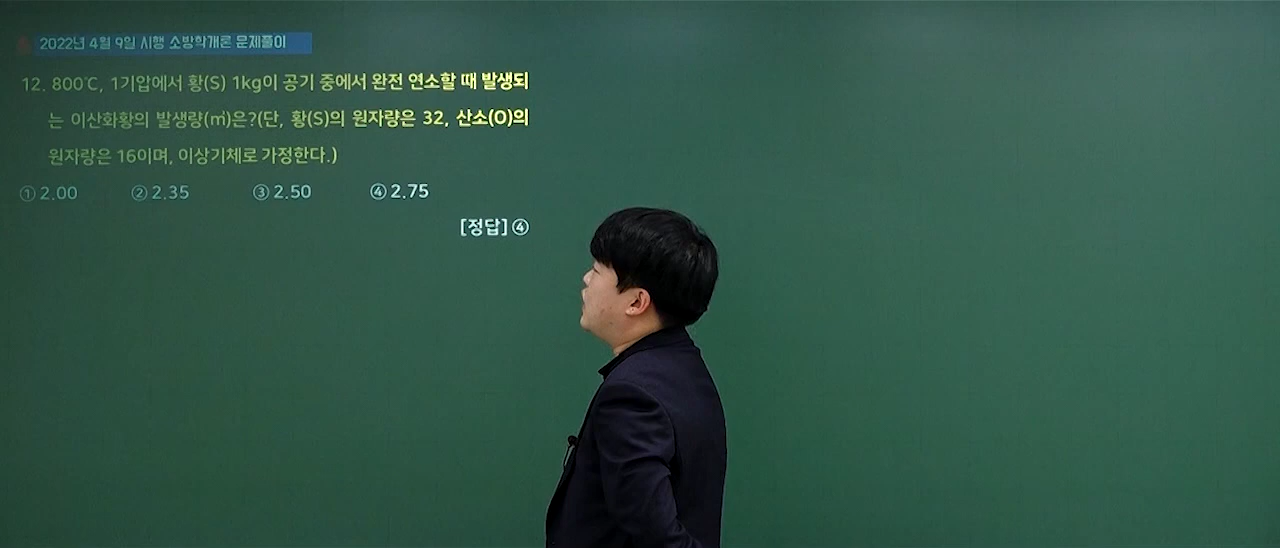 2022년 4월 9일 시행 소방학개론 문제풀이
12. 800℃, 1기압에서 황(S) 1kg이 공기 중에서 완전 연소할 때 발생되
는 이산화황의 발생량(㎥)은?(단, 황(S)의 원자량은 32, 산소(O)의
원자량은 16이며, 이상기체로 가정한다.)
① 2.00 ② 2.35 ③ 2.50 ④ 2.75
[정답] ④